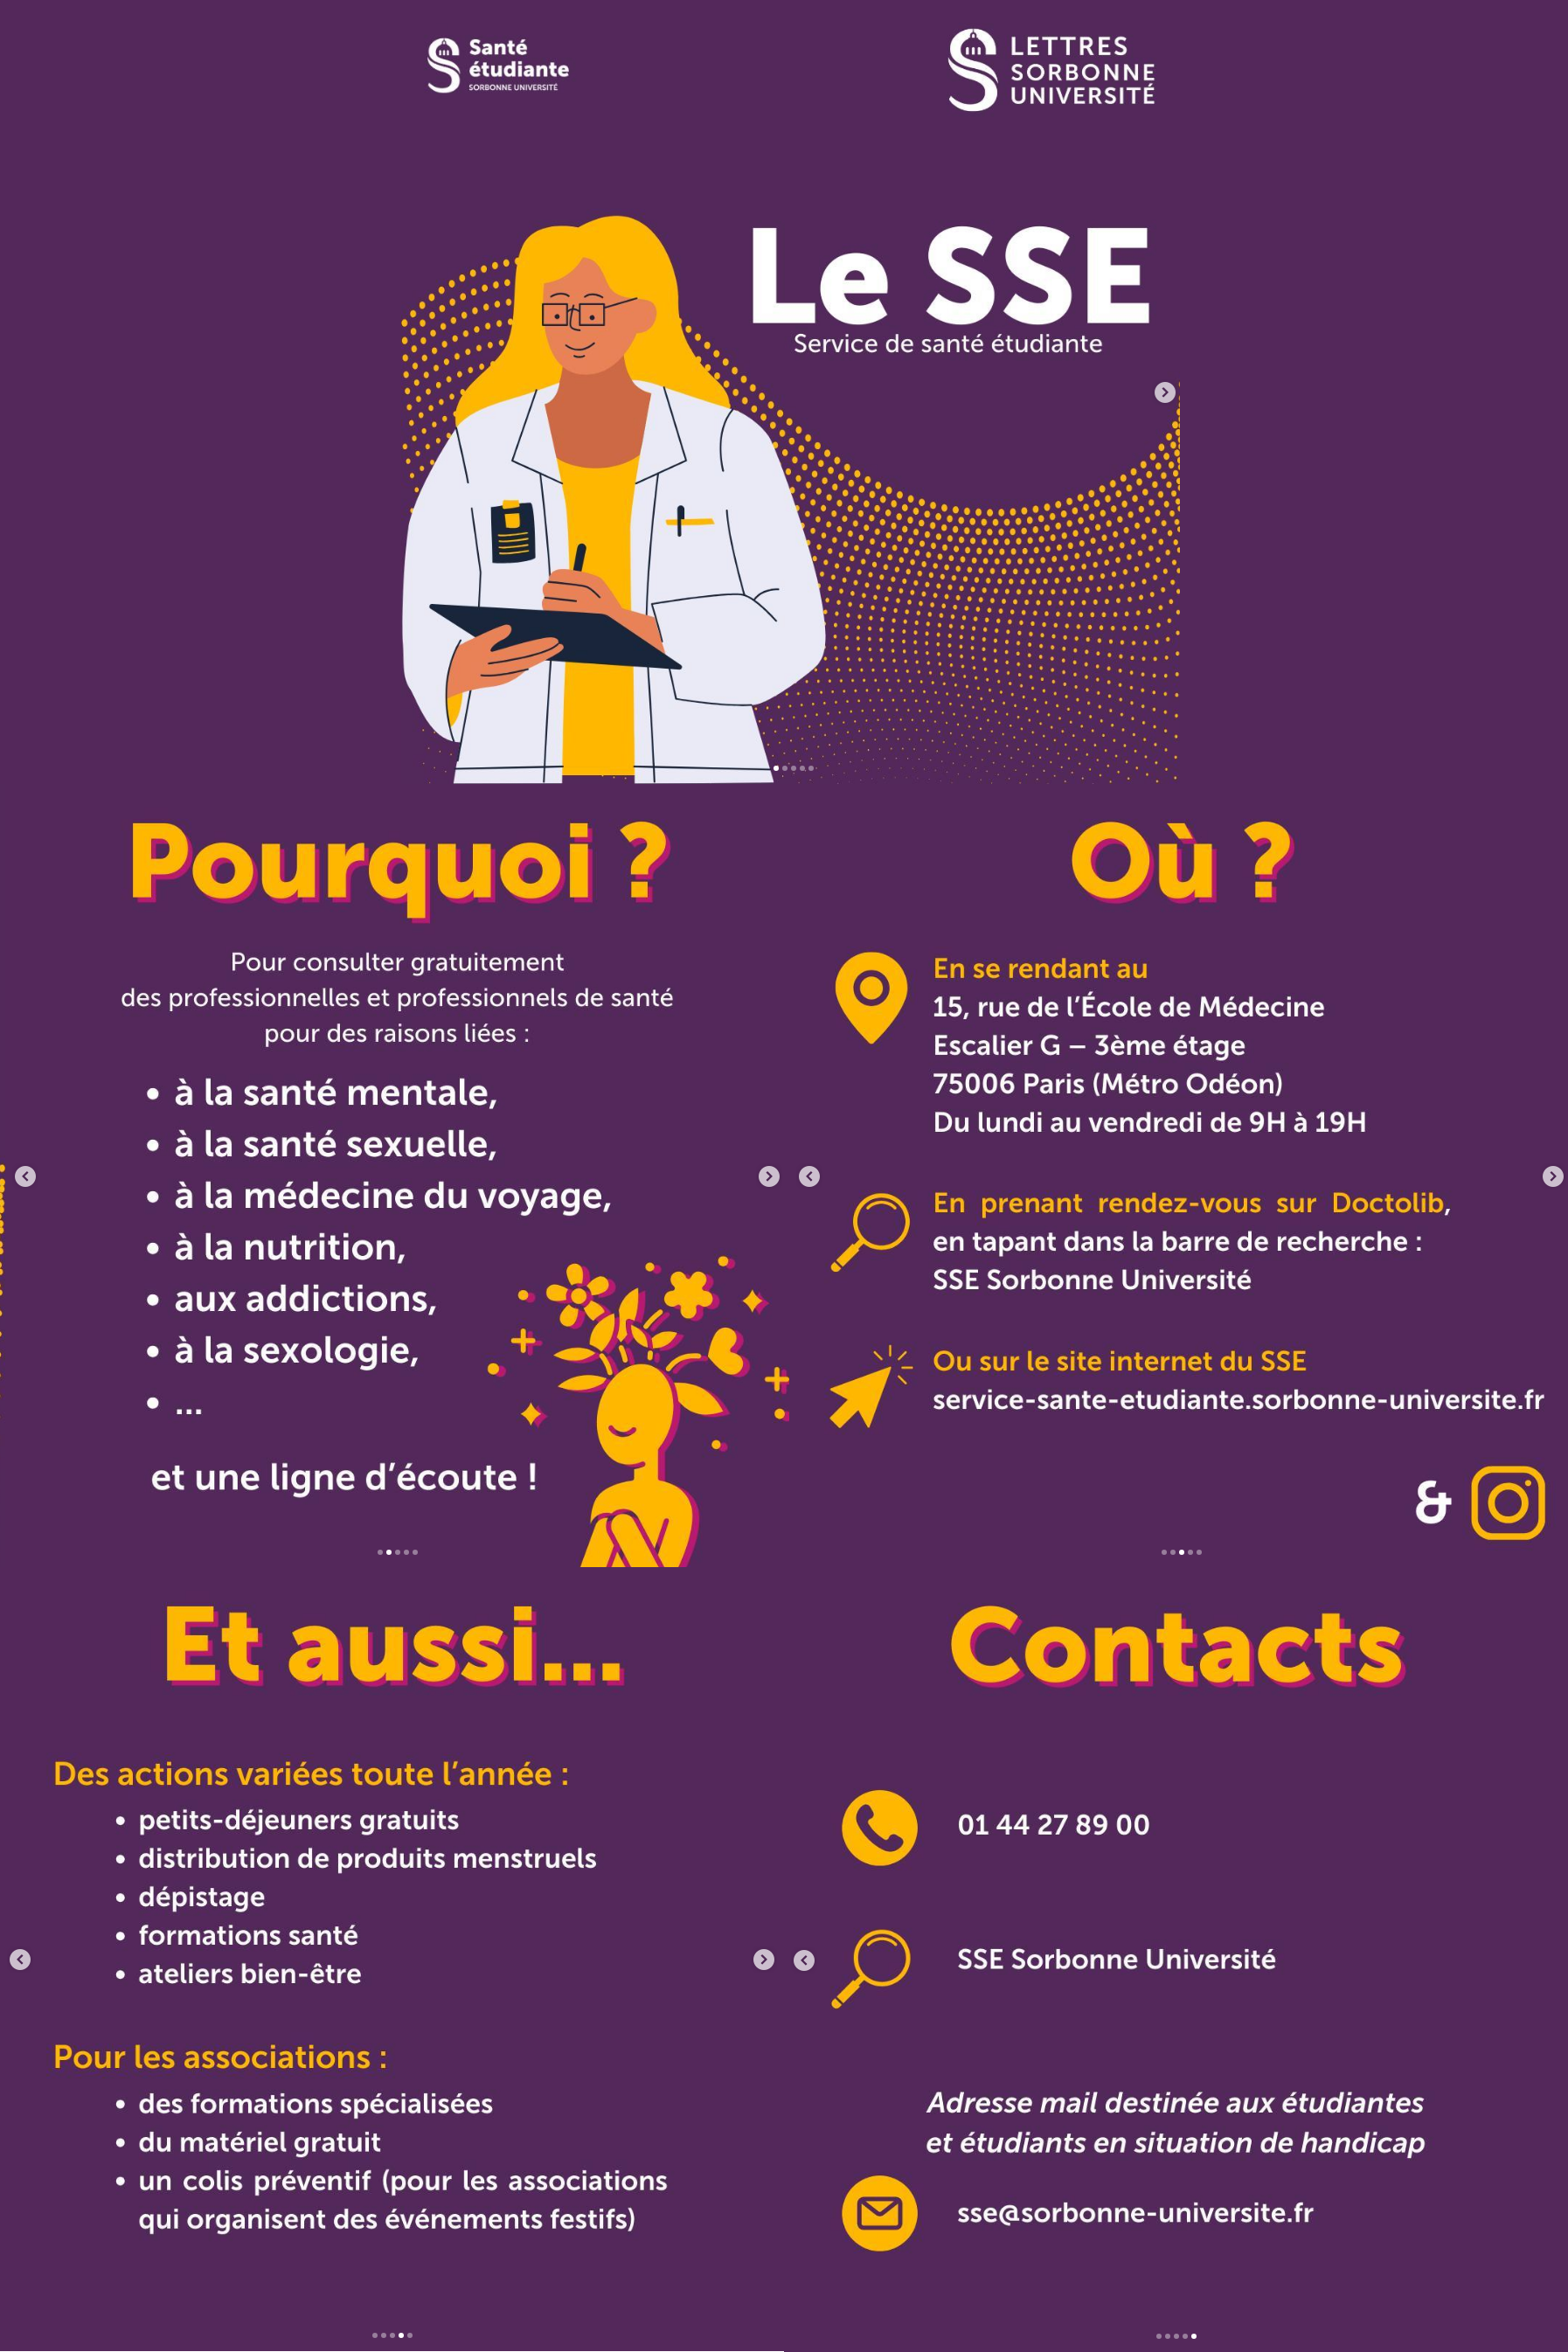 Santé
étudiante
SORBONNE UNIVERSITÉ
LETTRES
SORBONNE
UNIVERSITÉ
Le SSE
Service de santé étudiante
Pourquoi ?
Pour consulter gratuitement
des professionnelles et professionnels de santé
pour des raisons liées :
• à la santé mentale,
• à la santé sexuelle,
• à la médecine du voyage,
• à la nutrition,
• aux addictions,
• à la sexologie,
• ...
et une ligne d’écoute !
Où ?
En se rendant au
15, rue de l’École de Médecine
Escalier G – 3ème étage
75006 Paris (Métro Odéon)
Du lundi au vendredi de 9H à 19H
En prenant rendez-vous sur Doctolib,
en tapant dans la barre de recherche :
SSE Sorbonne Université
Ou sur le site internet du SSE
service-sante-etudiante.sorbonne-universite.fr
&
Et aussi...
Des actions variées toute l’année :
• petits-déjeuners gratuits
• distribution de produits menstruels
• dépistage
• formations santé
• ateliers bien-être
Pour les associations :
• des formations spécialisées
• du matériel gratuit
• un colis préventif (pour les associations
qui organisent des événements festifs)
Contacts
01 44 27 89 00
SSE Sorbonne Université
Adresse mail destinée aux étudiantes
et étudiants en situation de handicap
sse@sorbonne-universite.fr